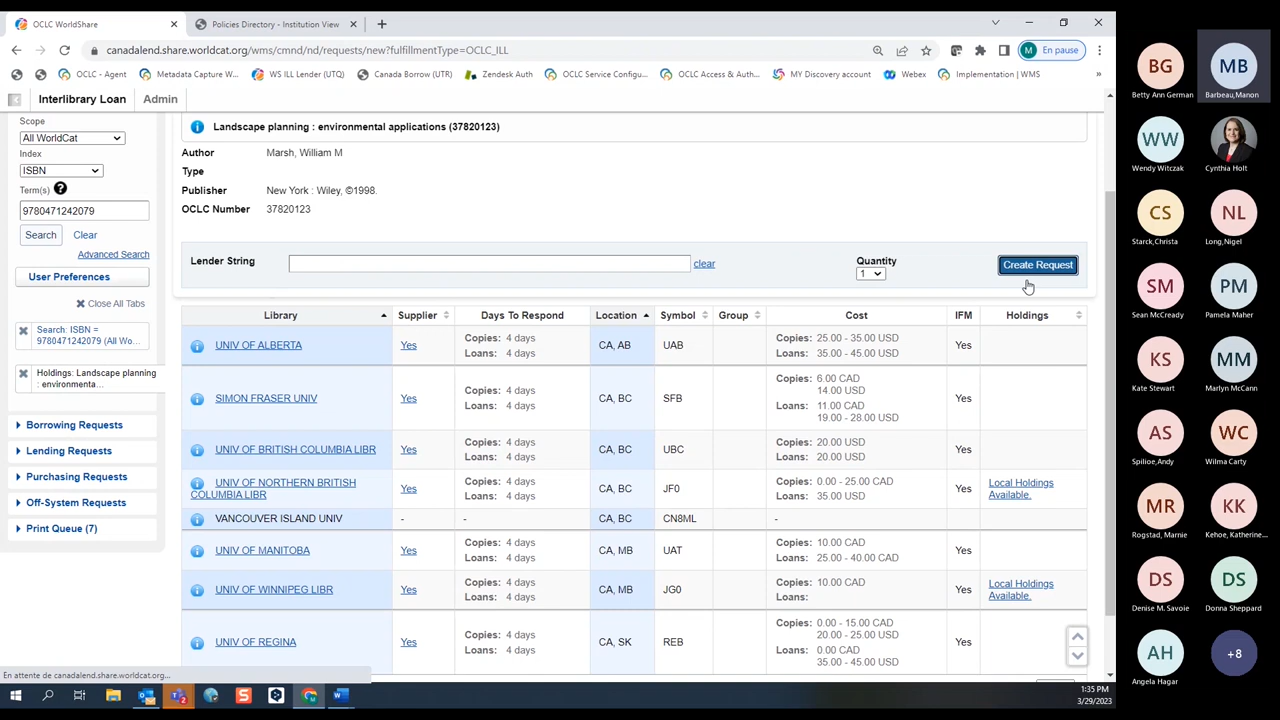 OCLC WorldShare
Policies Directory - Institution View
canadalend.share.worldcat.org/wms/cmnd/nd/requests/new?fulfillmentType=OCLC_ILL
M
En pause
OCLC - Agent
Metadata Capture W...
WS ILL Lender (UTQ)
Canada Borrow (UTR)
Zendesk Auth
OCLC Service Configu...
OCLC Access & Auth...
MY Discovery account
Webex
Implementation | WMS
»
Interlibrary Loan
Admin
Scope
All WorldCat
Index
ISBN
Term(s)
9780471242079
Search
Clear
Advanced Search
User Preferences
Close All Tabs
Search: ISBN =
9780471242079 (All Wo...
Holdings: Landscape planning
: environmenta...
Borrowing Requests
Lending Requests
Purchasing Requests
Off-System Requests
Print Queue (7)
Landscape planning : environmental applications (37820123)
Author Marsh, William M
Type
Publisher New York : Wiley, ©1998.
OCLC Number 37820123
Lender String
clear
Quantity
1
Create Request
Library Supplier Days To Respond Location Symbol Group Cost IFM Holdings
UNIV OF ALBERTA Yes Copies: 4 days CA, AB UAB Copies: 25.00 - 35.00 USD Yes
Loans: 4 days Loans: 35.00 - 45.00 USD
SIMON FRASER UNIV Yes Copies: 4 days CA, BC SFB Copies: 6.00 CAD Yes
14.00 USD
Loans: 4 days Loans: 11.00 CAD
19.00 - 28.00 USD
UNIV OF BRITISH COLUMBIA LIBR Yes Copies: 4 days CA, BC UBC Copies: 20.00 USD Yes
Loans: 4 days Loans: 20.00 USD
UNIV OF NORTHERN BRITISH
COLUMBIA LIBR Yes Copies: 4 days CA, BC JF0 Copies: 0.00 - 25.00 CAD Yes Local Holdings
Loans: 4 days Loans: 35.00 USD Available.
VANCOUVER ISLAND UNIV - - CA, BC CN8ML -
UNIV OF MANITOBA Yes Copies: 4 days CA, MB UAT Copies: 10.00 CAD Yes
Loans: 4 days Loans: 25.00 - 40.00 CAD
UNIV OF WINNIPEG LIBR Yes Copies: 4 days CA, MB JG0 Copies: 10.00 CAD Yes Local Holdings
Loans: 4 days Loans: Available.
UNIV OF REGINA Yes Copies: 4 days CA, SK REB Copies: 0.00 - 15.00 CAD Yes
20.00 - 25.00 USD
Loans: 4 days Loans: 0.00 CAD
35.00 - 45.00 USD
En attente de canadalend.share.worldcat.org...
1:35 PM
3/29/2023
BG
Betty Ann German
MB
Barbeau,Manon
WW
Wendy Witczak
Cynthia Holt
CS
Starck,Christa
NL
Long,Nigel
SM
Sean McCready
PM
Pamela Maher
KS
Kate Stewart
MM
Marlyn McCann
AS
Spilioe,Andy
WC
Wilma Carty
MR
Rogstad, Marnie
KK
Kehoe, Katherine...
DS
Denise M. Savoie
DS
Donna Sheppard
AH
Angela Hagar
+8